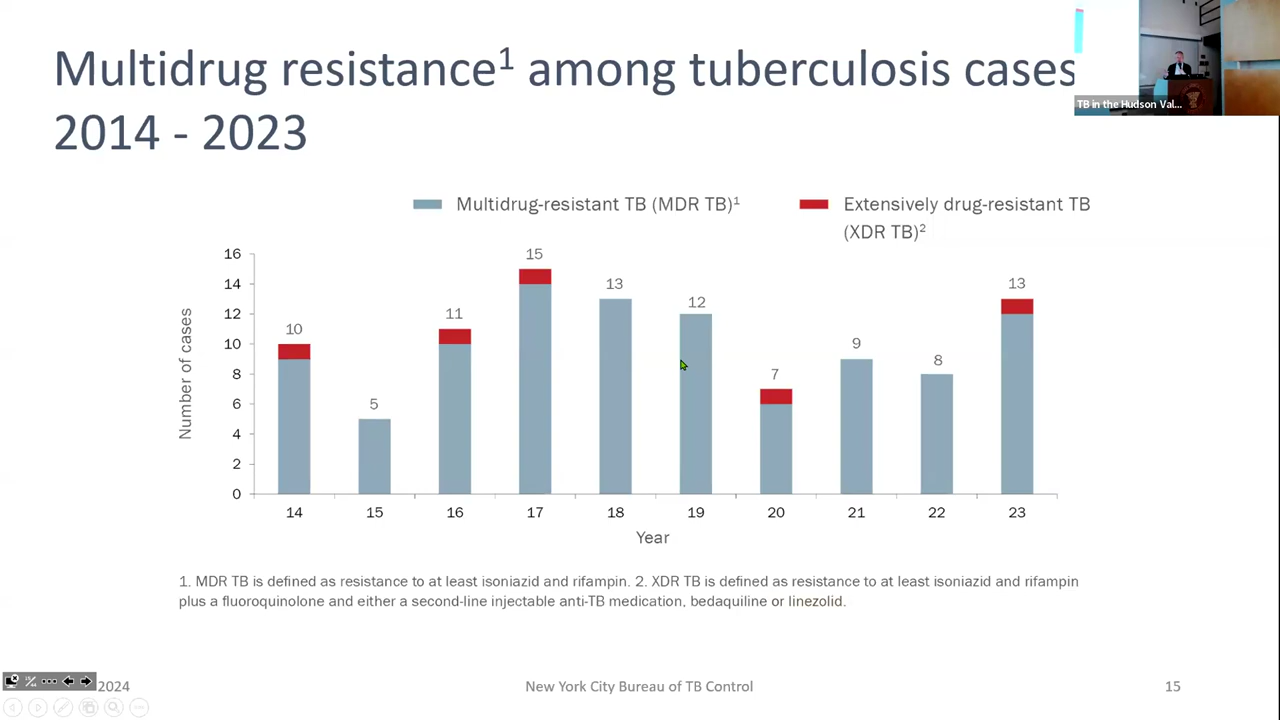 Multidrug resistance¹ among tuberculosis cases
2014 - 2023
TB in the Hudson Val...
Multidrug-resistant TB (MDR TB)¹
Extensively drug-resistant TB
(XDR TB)²
Number of cases
16
14
12
10
8
6
4
2
0
10
5
11
15
13
12
7
9
8
13
14 15 16 17 18 19 20 21 22 23
Year
1. MDR TB is defined as resistance to at least isoniazid and rifampin. 2. XDR TB is defined as resistance to at least isoniazid and rifampin
plus a fluoroquinolone and either a second-line injectable anti-TB medication, bedaquiline or linezolid.
2024
New York City Bureau of TB Control
15